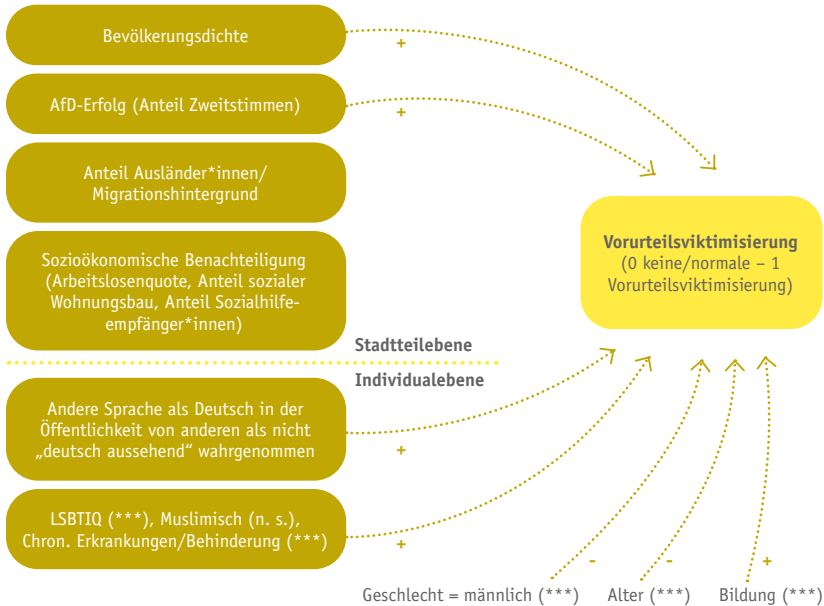 Bevölkerungsdichte
+
AfD-Erfolg (Anteil Zweitstimmen)
+
Anteil Ausländer*innen/
Migrationshintergrund
Sozioökonomische Benachteiligung
(Arbeitslosenquote, Anteil sozialer
Wohnungsbau, Anteil Sozialhilfe-
empfänger*innen)
Vorurteilsviktimisierung
(0 keine/normale – 1
Vorurteilsviktimisierung)
Stadtteilebene
Individualebene
Andere Sprache als Deutsch in der
Öffentlichkeit von anderen als nicht
„deutsch aussehend“ wahrgenommen
+
LSBTIQ (***), Muslimisch (n. s.),
Chron. Erkrankungen/Behinderung (***)
+
- - +
Geschlecht = männlich (***) Alter (***) Bildung (***)